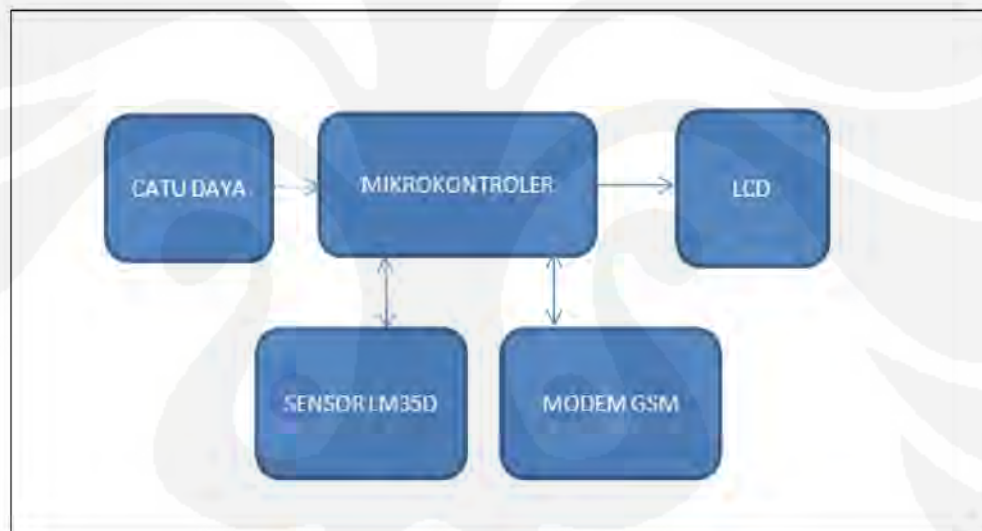 CATU DAYA
MIKROKONTROLER
LCD
SENSOR LM35D
MODEM GSM